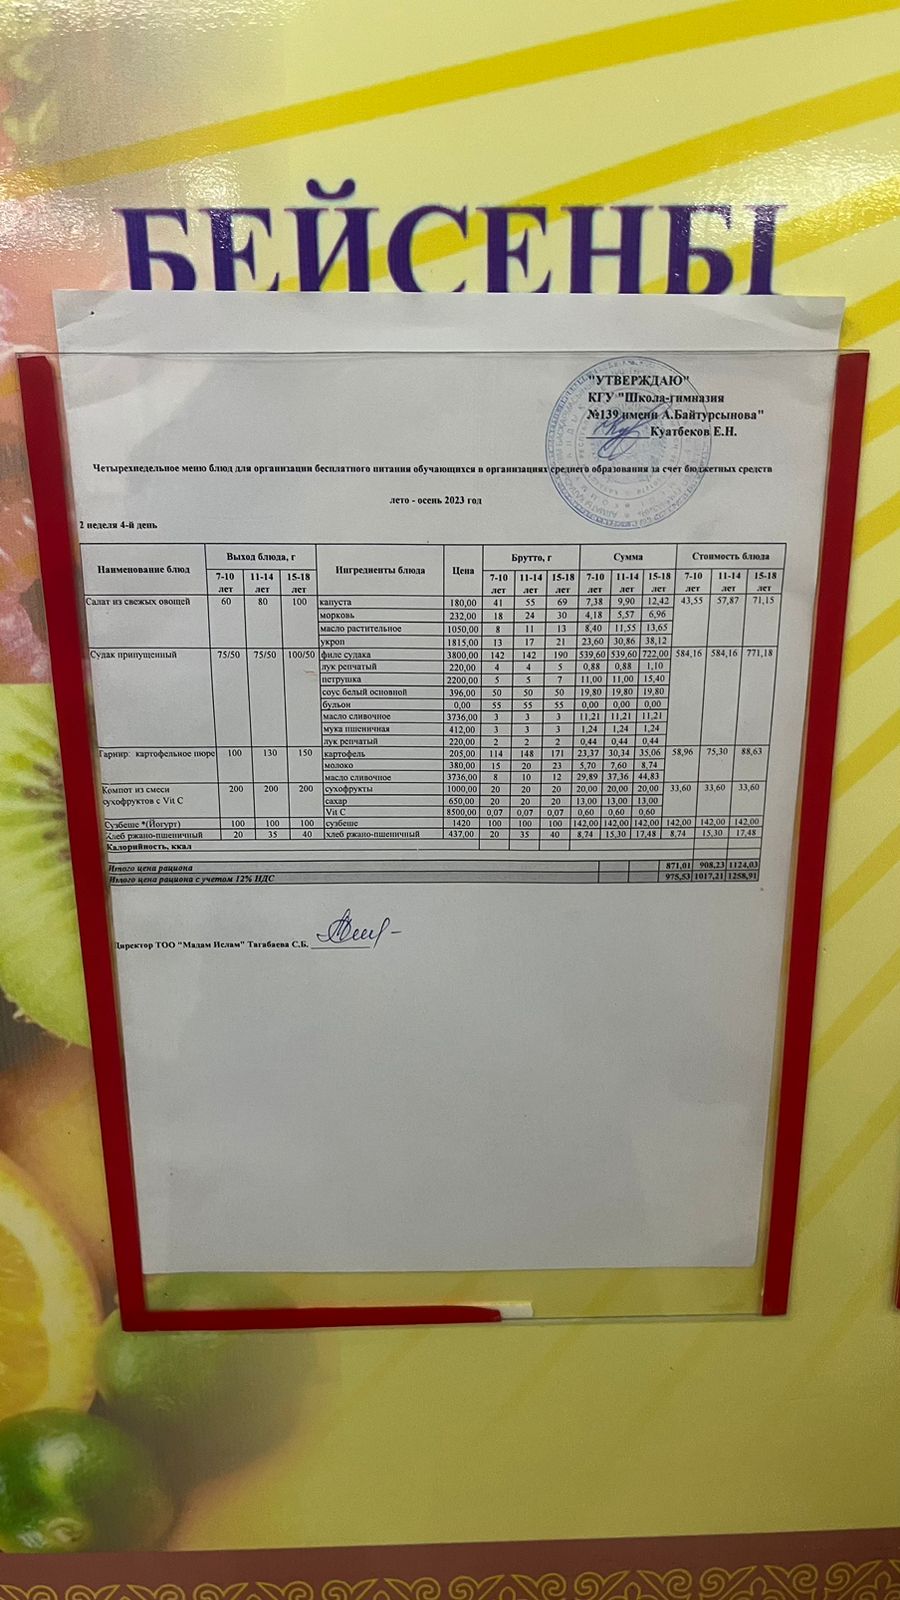 БЕЙСЕНБІ
"УТВЕРЖДАЮ"
КГУ "Школа-гимназия
№139 имени А.Байтурсынова"
Куатбеков Е.Н.
Четырехнедельное меню блюд для организации бесплатного питания обучающихся в организациях среднего образования за счет бюджетных средств
лето - осень 2023 год
2 неделя 4-й день
Наименование блюд Выход блюда, г Ингредиенты блюда Цена Брутто, г Сумма Стоимость блюда
7-10 лет 11-14 лет 15-18 лет 7-10 лет 11-14 лет 15-18 лет 7-10 лет 11-14 лет 15-18 лет 7-10 лет 11-14 лет 15-18 лет
Салат из свежых овощей 60 80 100 капуста 180,00 41 55 69 7,38 9,90 12,42 43,55 57,87 71,15
морковь 232,00 18 24 30 4,18 5,57 6,96
масло растительное 1050,00 8 11 13 8,40 11,55 13,65
укроп 1815,00 13 17 21 23,60 30,86 38,12
Судак припущенный 75/50 75/50 100/50 филе судака 3800,00 142 142 190 539,60 539,60 722,00 584,16 584,16 771,18
лук репчатый 220,00 4 4 5 0,88 0,88 1,10
петрушка 2200,00 5 5 7 11,00 11,00 15,40
соус белый основной 396,00 50 50 50 19,80 19,80 19,80
бульон 0,00 55 55 55 0,00 0,00 0,00
масло сливочное 3736,00 3 3 3 11,21 11,21 11,21
мука пшеничная 412,00 3 3 3 1,24 1,24 1,24
лук репчатый 220,00 2 2 2 0,44 0,44 0,44
Гарнир: картофельное пюре 100 130 150 картофель 205,00 114 148 171 23,37 30,34 35,06 58,96 75,30 88,63
молоко 380,00 15 20 23 5,70 7,60 8,74
масло сливочное 3736,00 8 10 12 29,89 37,36 44,83
Компот из смеси сухофруктов с Vit C 200 200 200 сухофрукты 1000,00 20 20 20 20,00 20,00 20,00 33,60 33,60 33,60
сахар 650,00 20 20 20 13,00 13,00 13,00
Vit C 8500,00 0,07 0,07 0,07 0,60 0,60 0,60
Сузбеше *(Йогурт) 100 100 100 сузбеше 1420 100 100 100 142,00 142,00 142,00 142,00 142,00 142,00
Хлеб ржано-пшеничный 20 35 40 хлеб ржано-пшеничный 437,00 20 35 40 8,74 15,30 17,48 8,74 15,30 17,48
Калорийность, ккал
Итого цена рациона 871,01 908,23 1124,03
Итого цена рациона с учетом 12% НДС 975,53 1017,21 1258,91
Директор ТОО "Мадам Ислам" Тагабаева С.Б.